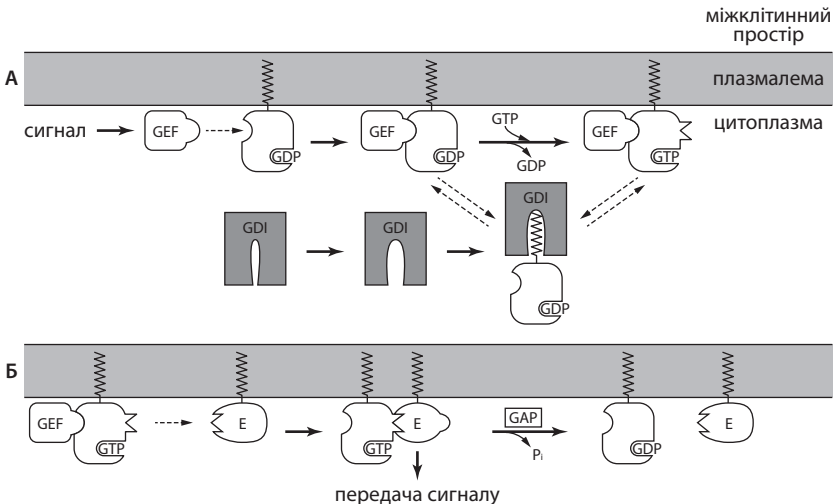 міжклітинний
простір
А
плазмалема
сигнал
GEF
GDP
GEF
GDP
GTP
GDP
GEF
GTP
цитоплазма
GDI
GDI
GDI
GDP
Б
GEF
GTP
E
GTP
E
GAP
Pi
GDP
E
передача сигналу